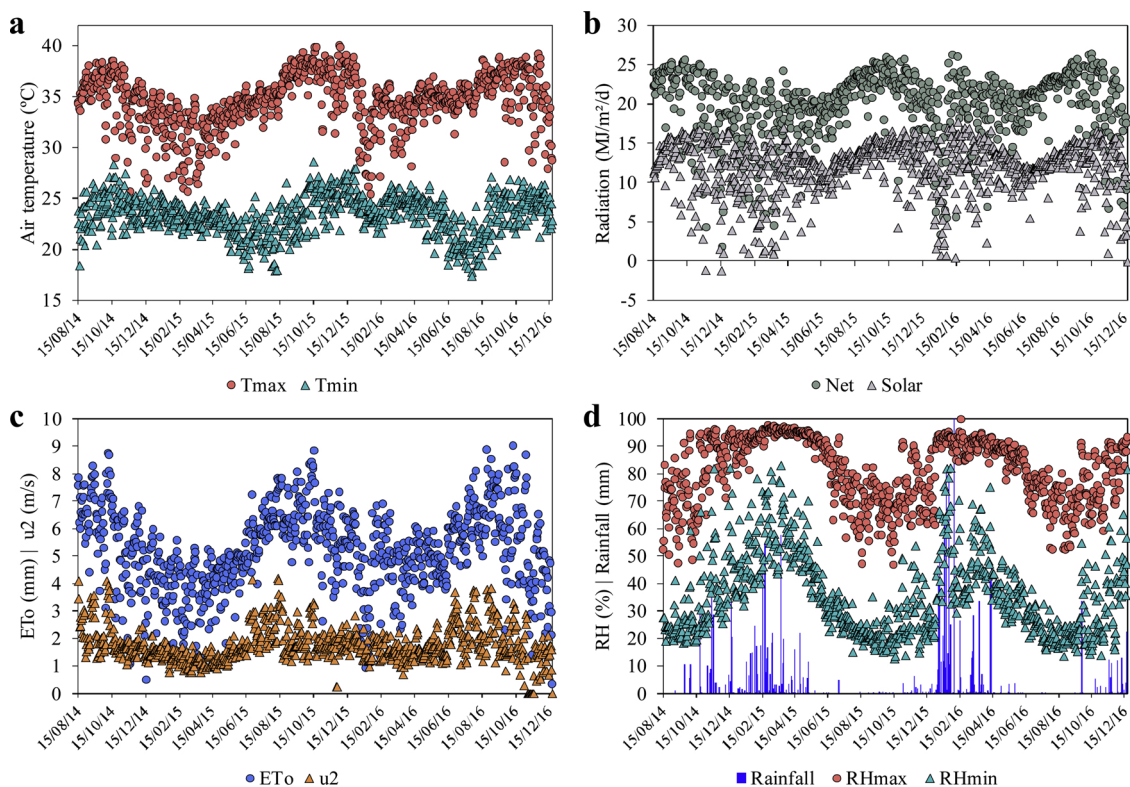 a
Air temperature (ºC)
40
35
30
25
20
15
15/08/14 15/10/14 15/12/14 15/02/15 15/04/15 15/06/15 15/08/15 15/10/15 15/12/15 15/02/16 15/04/16 15/06/16 15/08/16 15/10/16 15/12/16
Tmax Tmin
b
Radiation (MJ/m²/d)
30
25
20
15
10
5
0
-5
15/08/14 15/10/14 15/12/14 15/02/15 15/04/15 15/06/15 15/08/15 15/10/15 15/12/15 15/02/16 15/04/16 15/06/16 15/08/16 15/10/16 15/12/16
Net Solar
c
ETo (mm) | u2 (m/s)
10
9
8
7
6
5
4
3
2
1
0
15/08/14 15/10/14 15/12/14 15/02/15 15/04/15 15/06/15 15/08/15 15/10/15 15/12/15 15/02/16 15/04/16 15/06/16 15/08/16 15/10/16 15/12/16
ETo u2
d
RH (%) | Rainfall (mm)
100
90
80
70
60
50
40
30
20
10
0
15/08/14 15/10/14 15/12/14 15/02/15 15/04/15 15/06/15 15/08/15 15/10/15 15/12/15 15/02/16 15/04/16 15/06/16 15/08/16 15/10/16 15/12/16
Rainfall RHmax RHmin